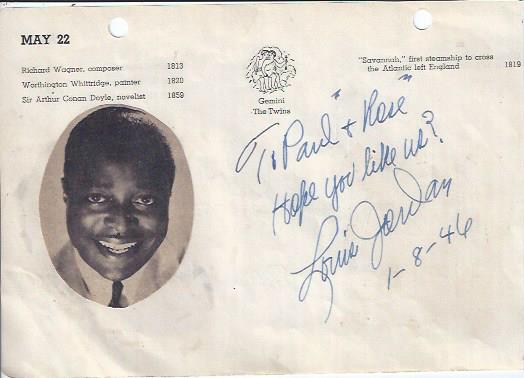 MAY 22
Richard Wagner, composer 1813
Worthington Whittridge, painter 1820
Sir Arthur Conan Doyle, novelist 1859
Gemini
The Twins
"Savannah," first steamship to cross
the Atlantic left England 1819
To "Paul + Rose"
Hope you like us?
Louis Jordan
1-8-46